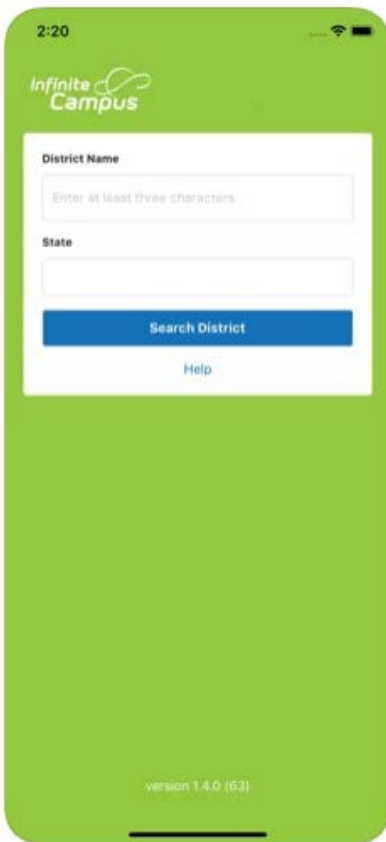 2:20
Infinite
Campus
District Name
Enter at least three characters.
State
Search District
Help
version 1.4.0 (63)